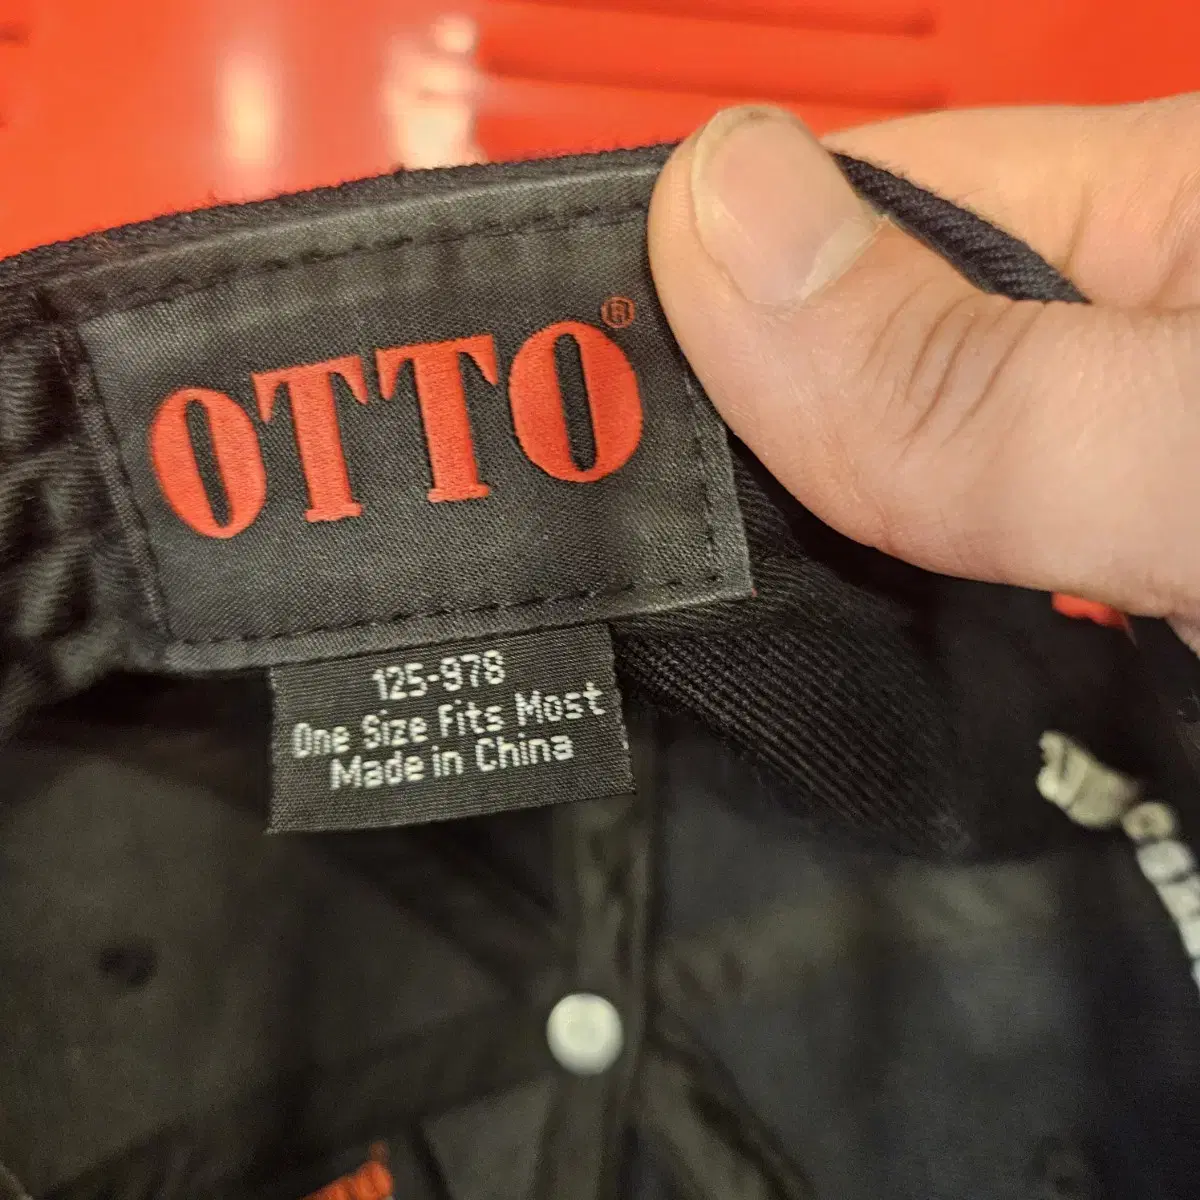 OTTO®
125-978
One Size Fits Most
Made in China